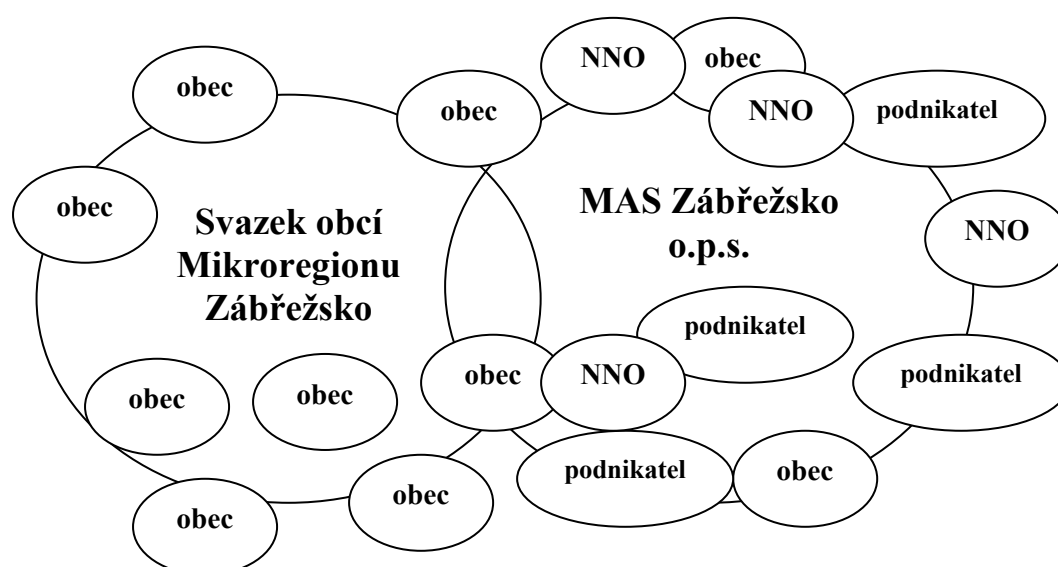 NNO
obec
obec
obec
NNO
podnikatel
obec
MAS Zábřežsko
o.p.s.
Svazek obcí
Mikroregionu
Zábřežsko
NNO
podnikatel
obec
NNO
podnikatel
obec
obec
podnikatel
obec
obec
obec